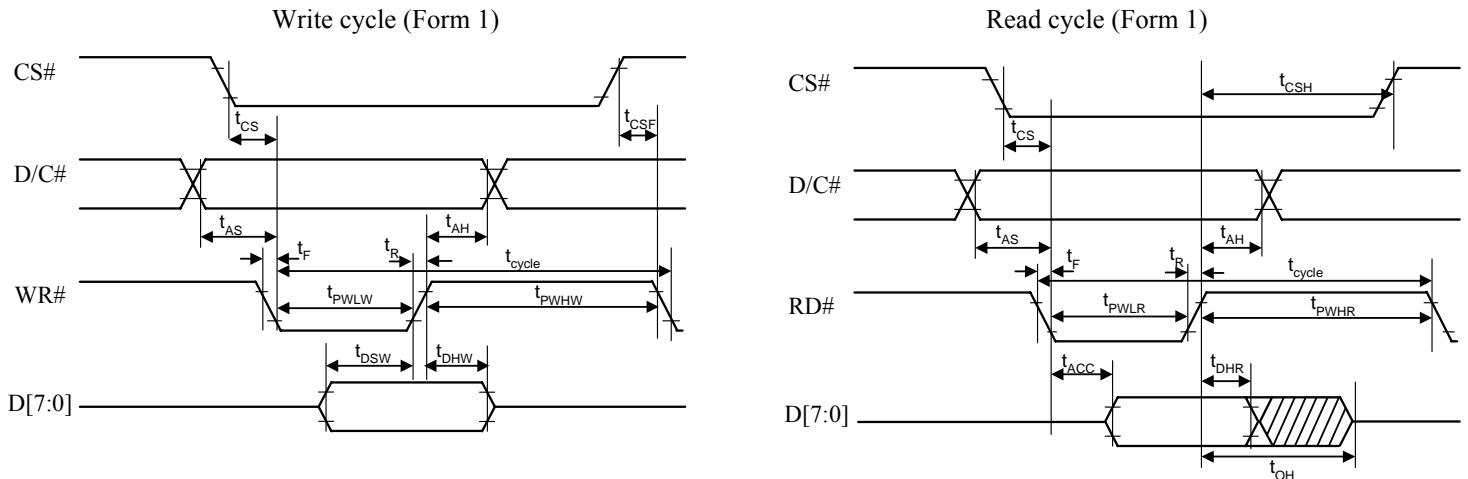 Write cycle (Form 1)
CS#
tCS
tCSF
D/C#
tAS
tAH
tF
tR
tcycle
WR#
tPWLW
tPWHW
tDSW
tDHW
D[7:0]
Read cycle (Form 1)
CS#
tCSH
tCS
D/C#
tAS
tAH
tF
tR
tcycle
RD#
tPWLR
tPWHR
tACC
tDHR
D[7:0]
tOH